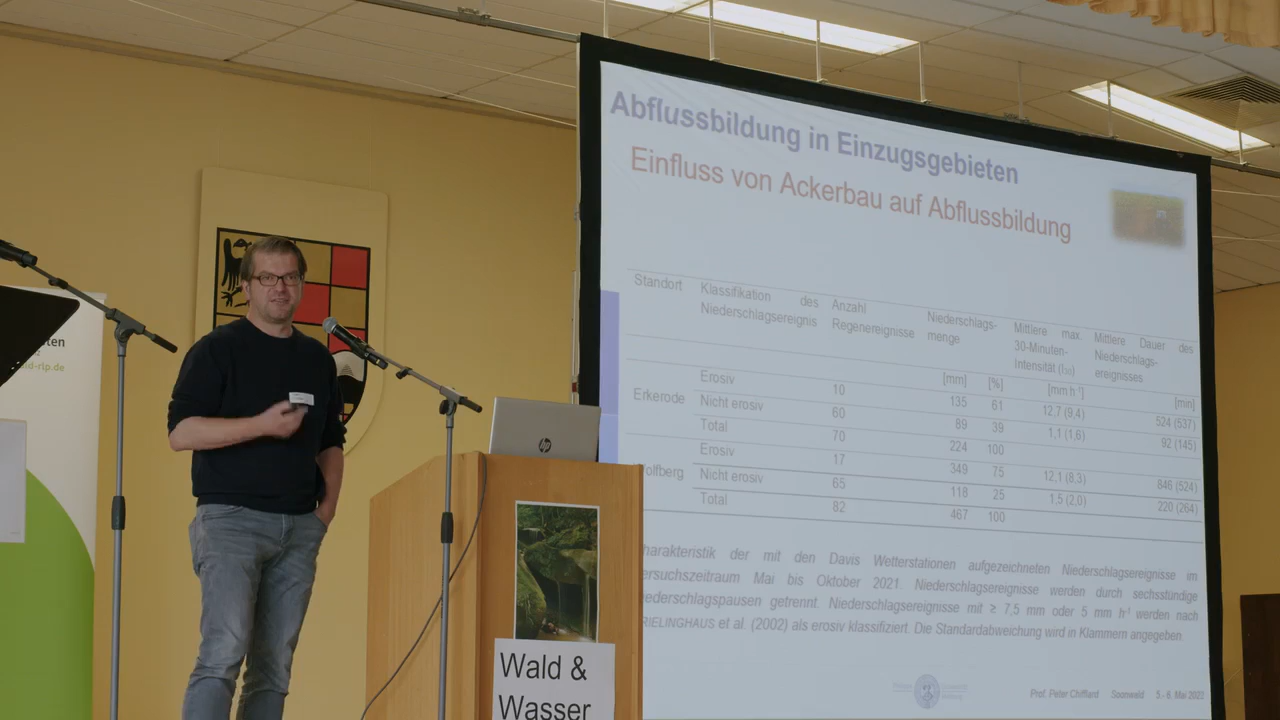 Abflussbildung in Einzugsgebieten
Einfluss von Ackerbau auf Abflussbildung
Standort Klassifikation des Niederschlagsereignis Anzahl Regenereignisse Niederschlags-menge Mittlere max. 30-Minuten-Intensität (I30) Mittlere Dauer des Niederschlags-ereignisses
[mm] [%] [mm h⁻¹] [min]
Erkerode Erosiv 10 135 61 12,7 (9,4) 524 (537)
Nicht erosiv 60 89 39 1,1 (1,6) 92 (145)
Total 70 224 100
olfberg Erosiv 17 349 75 12,1 (8,3) 846 (524)
Nicht erosiv 65 118 25 1,5 (2,0) 220 (264)
Total 82 467 100
harakteristik der mit den Davis Wetterstationen aufgezeichneten Niederschlagsereignisse im
ersuchszeitraum Mai bis Oktober 2021. Niederschlagsereignisse werden durch sechsstündige
iederschlagspausen getrennt. Niederschlagsereignisse mit ≥ 7,5 mm oder 5 mm h⁻¹ werden nach
RIELINGHAUS et al. (2002) als erosiv klassifiziert. Die Standardabweichung wird in Klammern angegeben.
Prof. Peter Chifflard Soonwald 5.- 6. Mai 2023
hp
Wald &
Wasser
ld-rlp.de